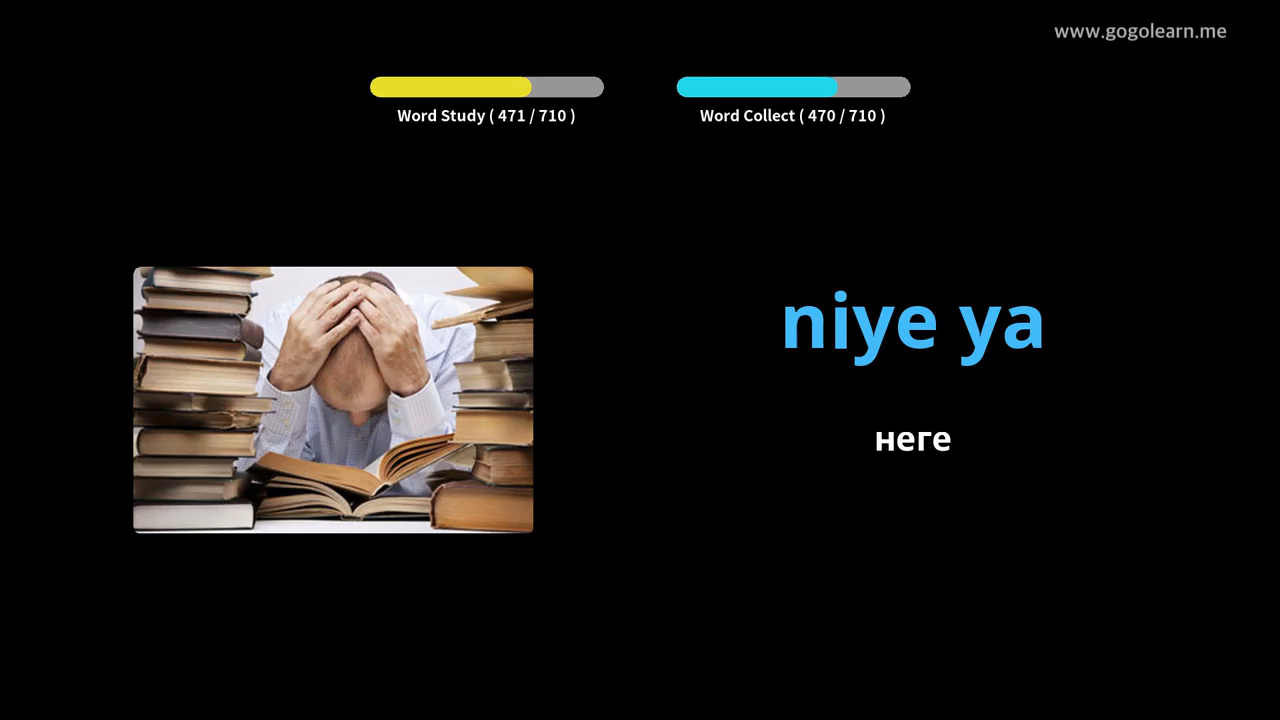 www.gogolearn.me
Word Study ( 471 / 710 )
Word Collect ( 470 / 710 )
niye ya
неге